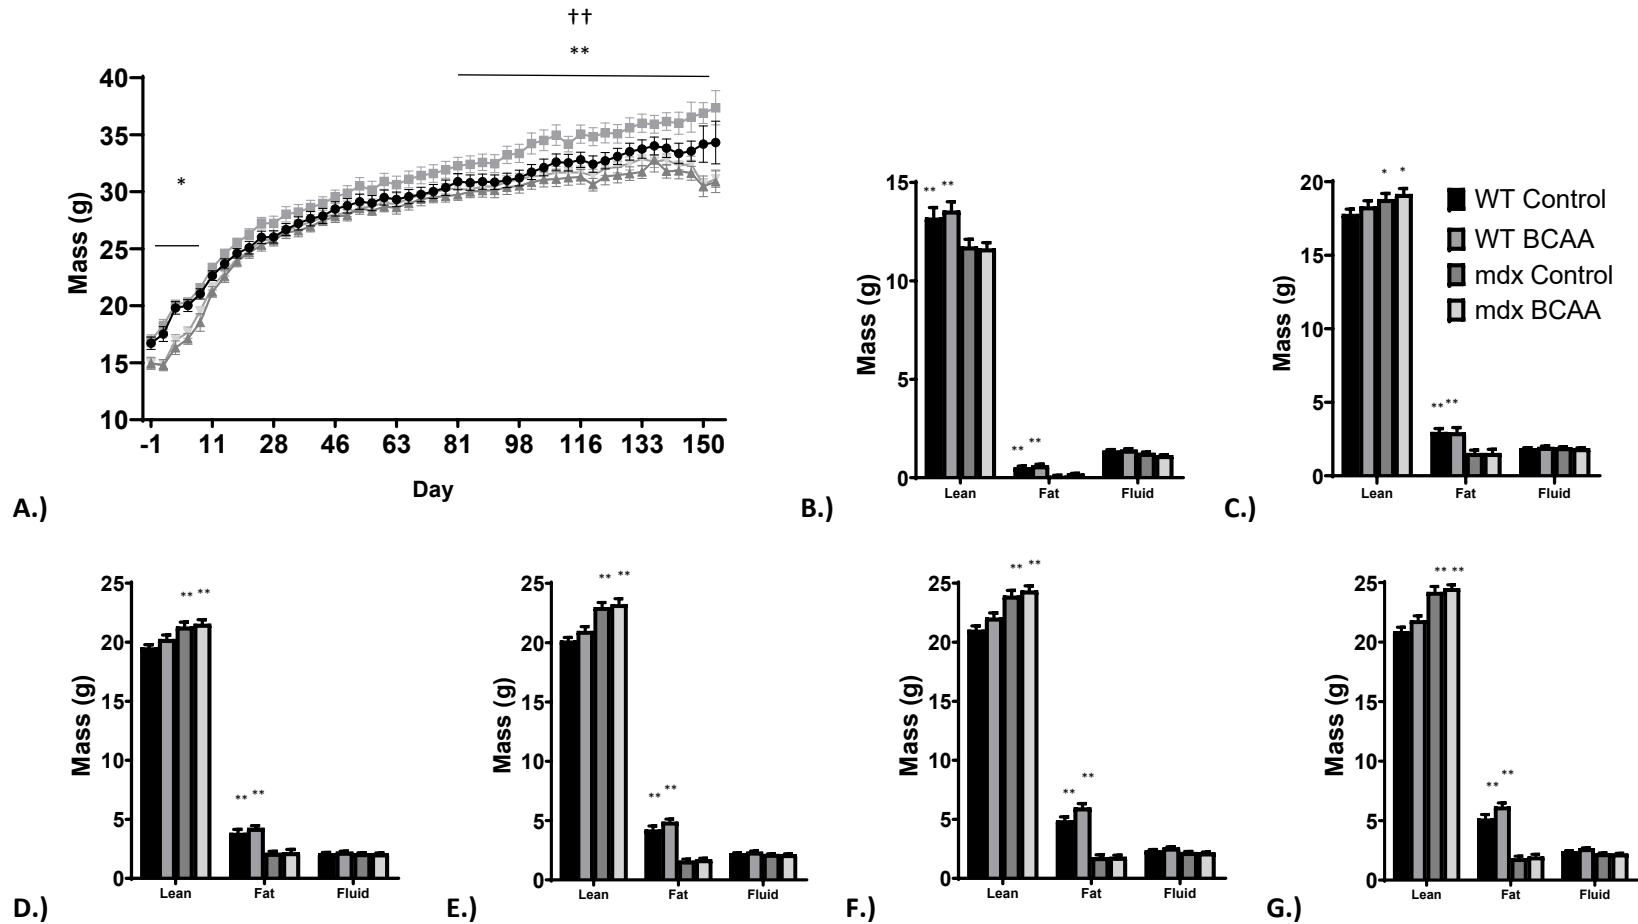 ††
**
*
Mass (g)
40
35
30
25
20
15
10
-1 11 28 46 63 81 98 116 133 150
Day
A.)
** **
** **
Mass (g)
15
10
5
0
Lean Fat Fluid
B.)
* *
** **
Mass (g)
20
15
10
5
0
Lean Fat Fluid
C.)
WT Control
WT BCAA
mdx Control
mdx BCAA
** **
** **
Mass (g)
25
20
15
10
5
0
Lean Fat Fluid
D.)
** **
** **
Mass (g)
25
20
15
10
5
0
Lean Fat Fluid
E.)
** **
** **
Mass (g)
25
20
15
10
5
0
Lean Fat Fluid
F.)
** **
** **
Mass (g)
25
20
15
10
5
0
Lean Fat Fluid
G.)